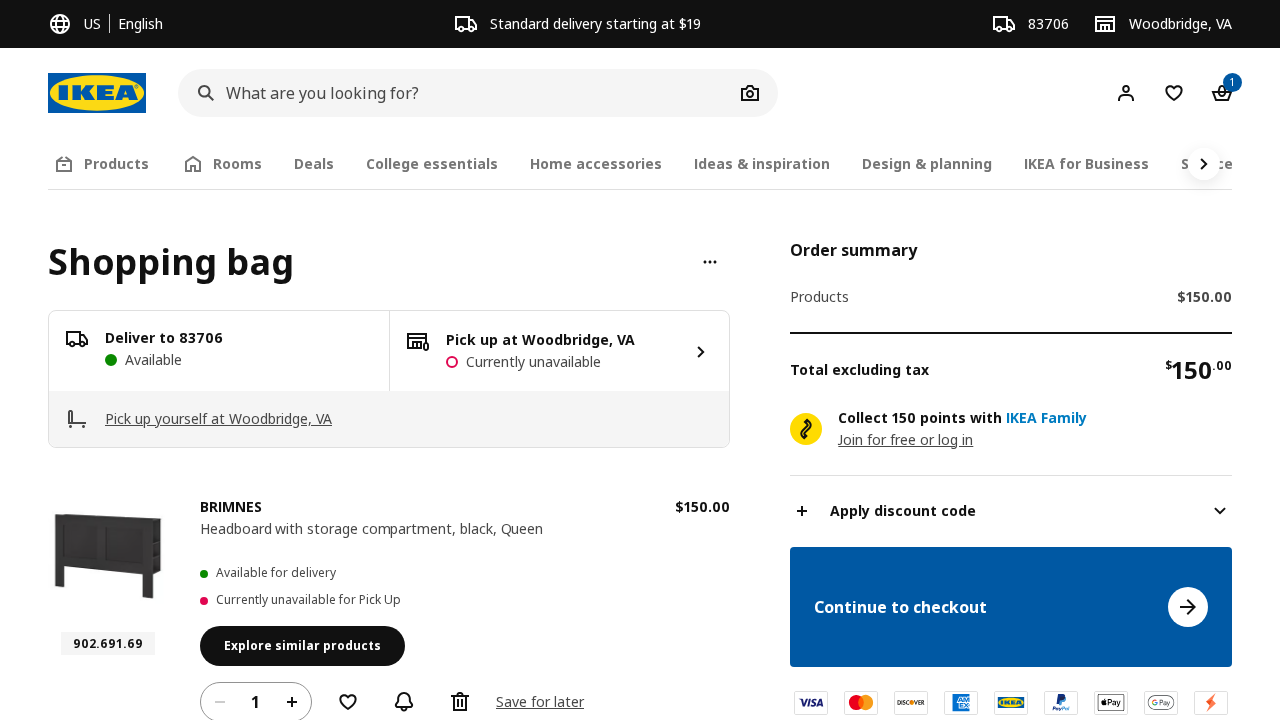 US | English
Standard delivery starting at $19
83706
Woodbridge, VA
IKEA
What are you looking for?
1
Products
Rooms
Deals
College essentials
Home accessories
Ideas & inspiration
Design & planning
IKEA for Business
Shopping bag
Order summary
Products
$150.00
Deliver to 83706
Available
Pick up at Woodbridge, VA
Currently unavailable
Pick up yourself at Woodbridge, VA
Total excluding tax
$150.00
Collect 150 points with IKEA Family
Join for free or log in
BRIMNES
$150.00
Headboard with storage compartment, black, Queen
Available for delivery
Currently unavailable for Pick Up
902.691.69
Explore similar products
1
Save for later
Apply discount code
Continue to checkout
VISA
DISCOVER
AMEX
IKEA
PayPal
Pay
G Pay